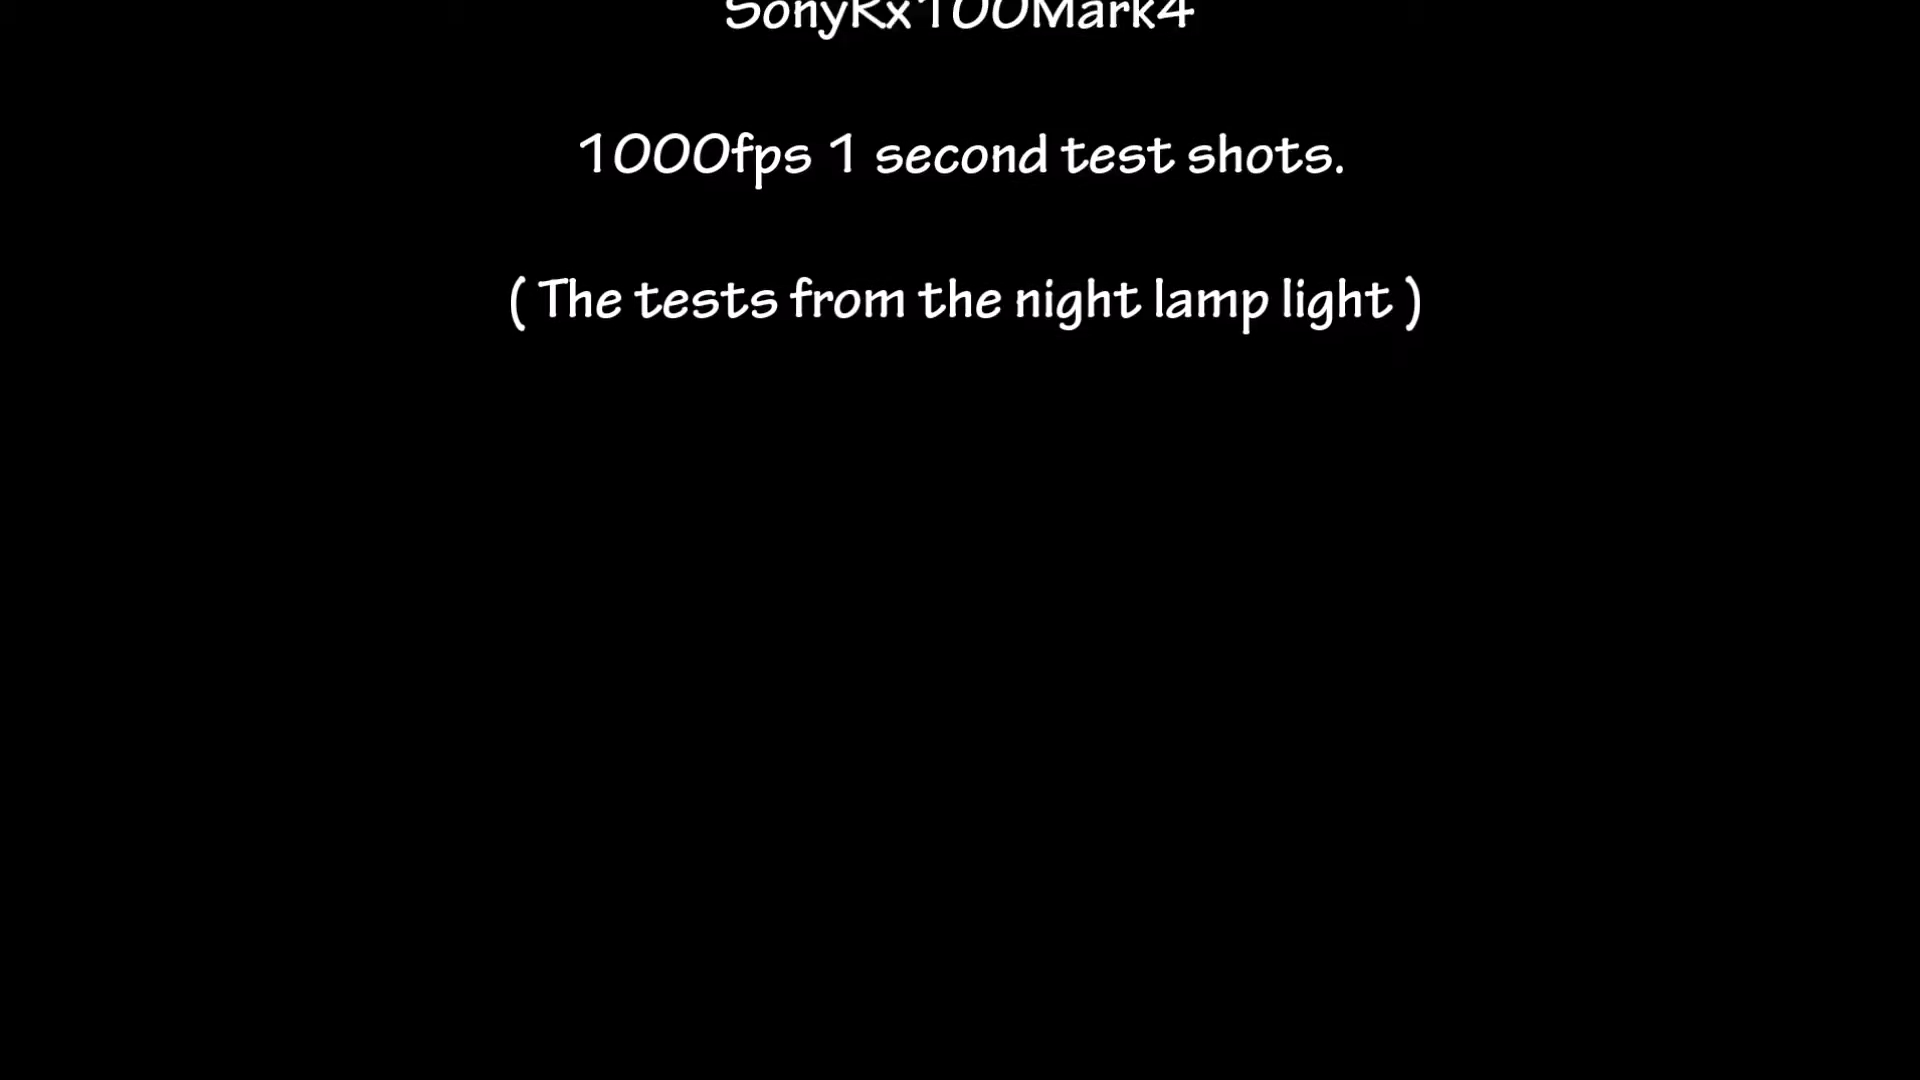 SonyRx100Mark4
1000fps 1 second test shots.
( The tests from the night lamp light )